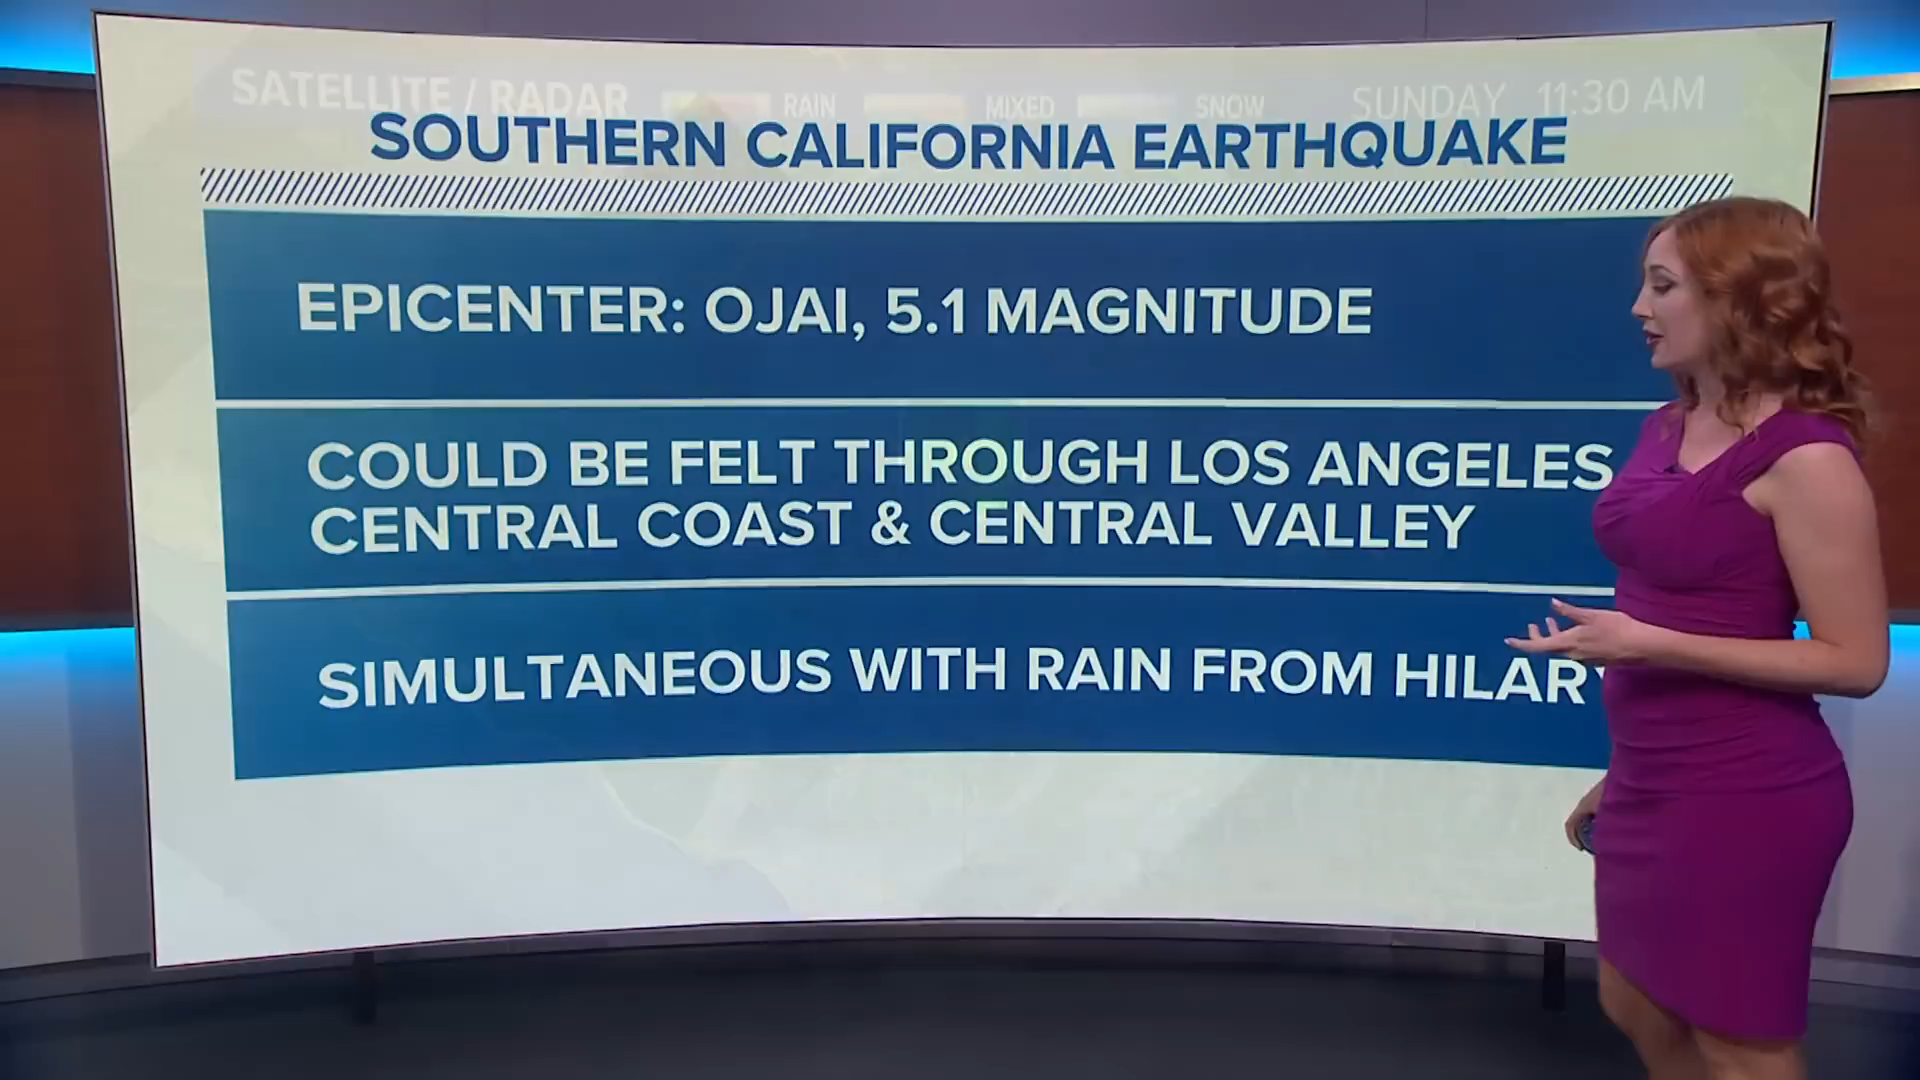 SATELLITE / RADAR RAIN MIXED SNOW SUNDAY 11:30 AM
SOUTHERN CALIFORNIA EARTHQUAKE
EPICENTER: OJAI, 5.1 MAGNITUDE
COULD BE FELT THROUGH LOS ANGELES
CENTRAL COAST & CENTRAL VALLEY
SIMULTANEOUS WITH RAIN FROM HILARY